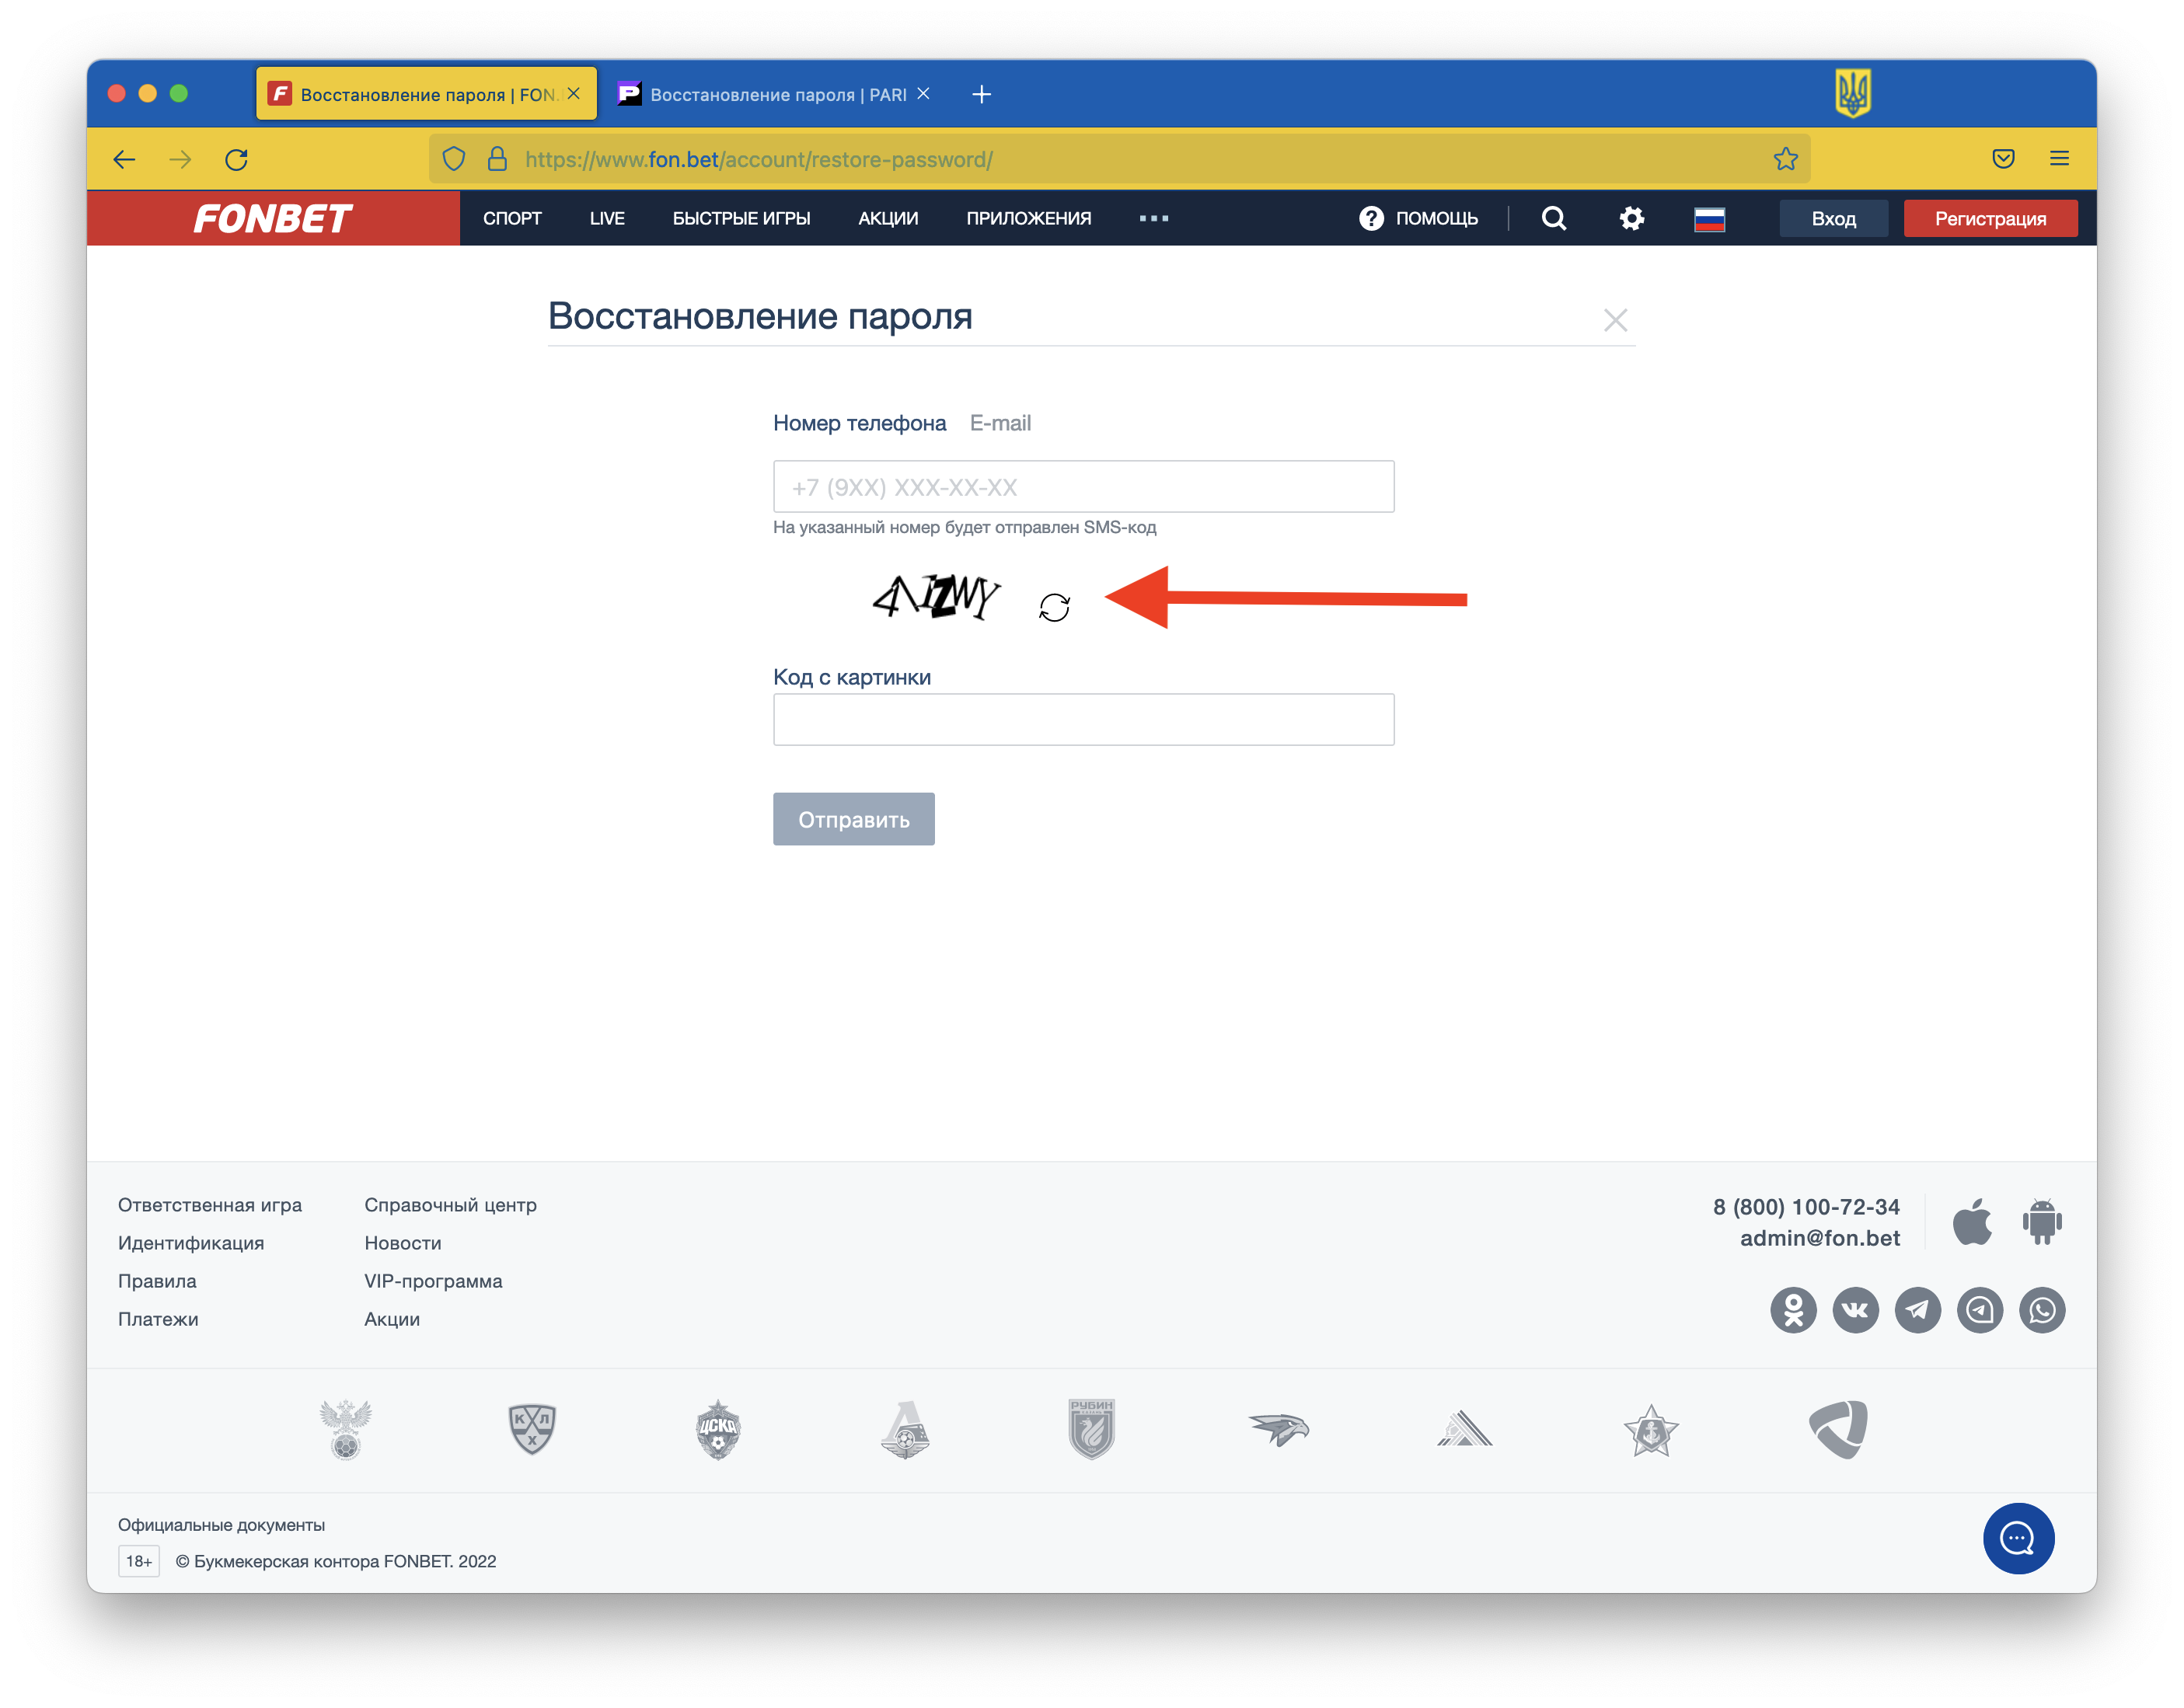 Восстановление пароля | FON.
Восстановление пароля | PARI
https://www.fon.bet/account/restore-password/
FONBET
СПОРТ
LIVE
БЫСТРЫЕ ИГРЫ
АКЦИИ
ПРИЛОЖЕНИЯ
ПОМОЩЬ
Вход
Регистрация
Восстановление пароля
Номер телефона
E-mail
+7 (9XX) XXX-XX-XX
На указанный номер будет отправлен SMS-код
Код с картинки
Отправить
Ответственная игра
Идентификация
Правила
Платежи
Справочный центр
Новости
VIP-программа
Акции
8 (800) 100-72-34
admin@fon.bet
КХЛ
ЦСКА
РУБИН
Официальные документы
18+
© Букмекерская контора FONBET. 2022